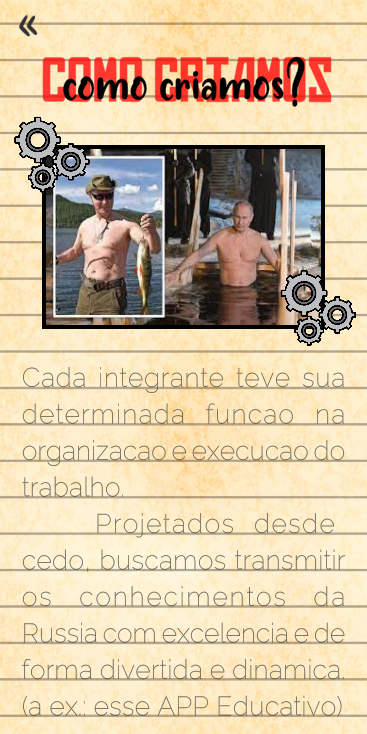 «
COMO CRIAMOS
como criamos?
Cada integrante teve sua
determinada funcao na
organizacao e execucao do
trabalho.
Projetados desde
cedo, buscamos transmitir
os conhecimentos da
Russia com excelencia e de
forma divertida e dinamica.
(a ex.: esse APP Educativo)